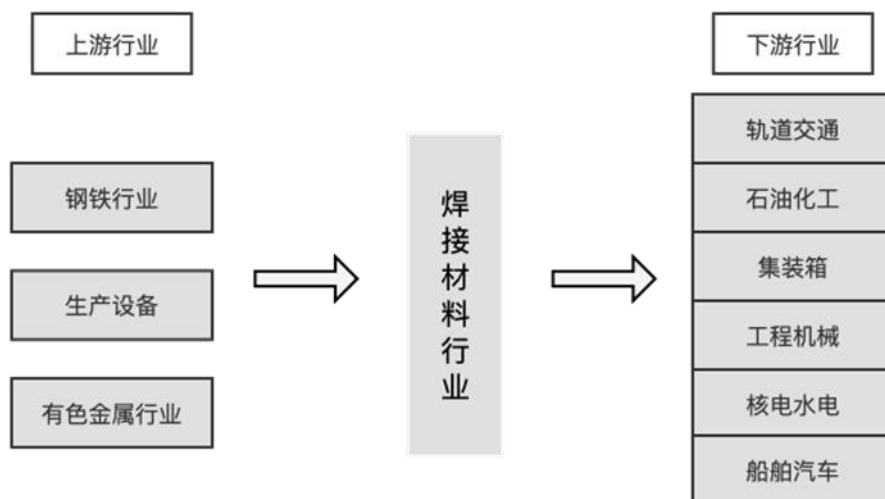 上游行业
钢铁行业
生产设备
有色金属行业
焊接材料行业
下游行业
轨道交通
石油化工
集装箱
工程机械
核电水电
船舶汽车